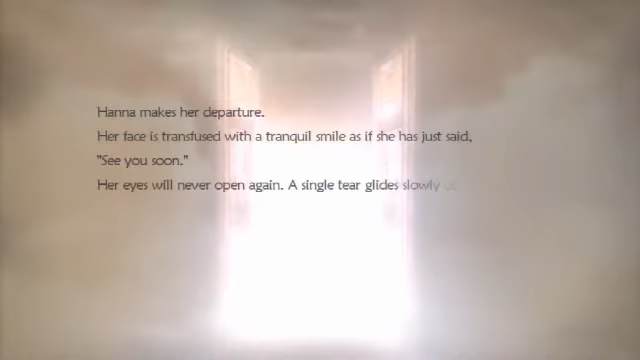 Hanna makes her departure.
Her face is transfused with a tranquil smile as if she has just said,
"See you soon."
Her eyes will never open again. A single tear glides slowly